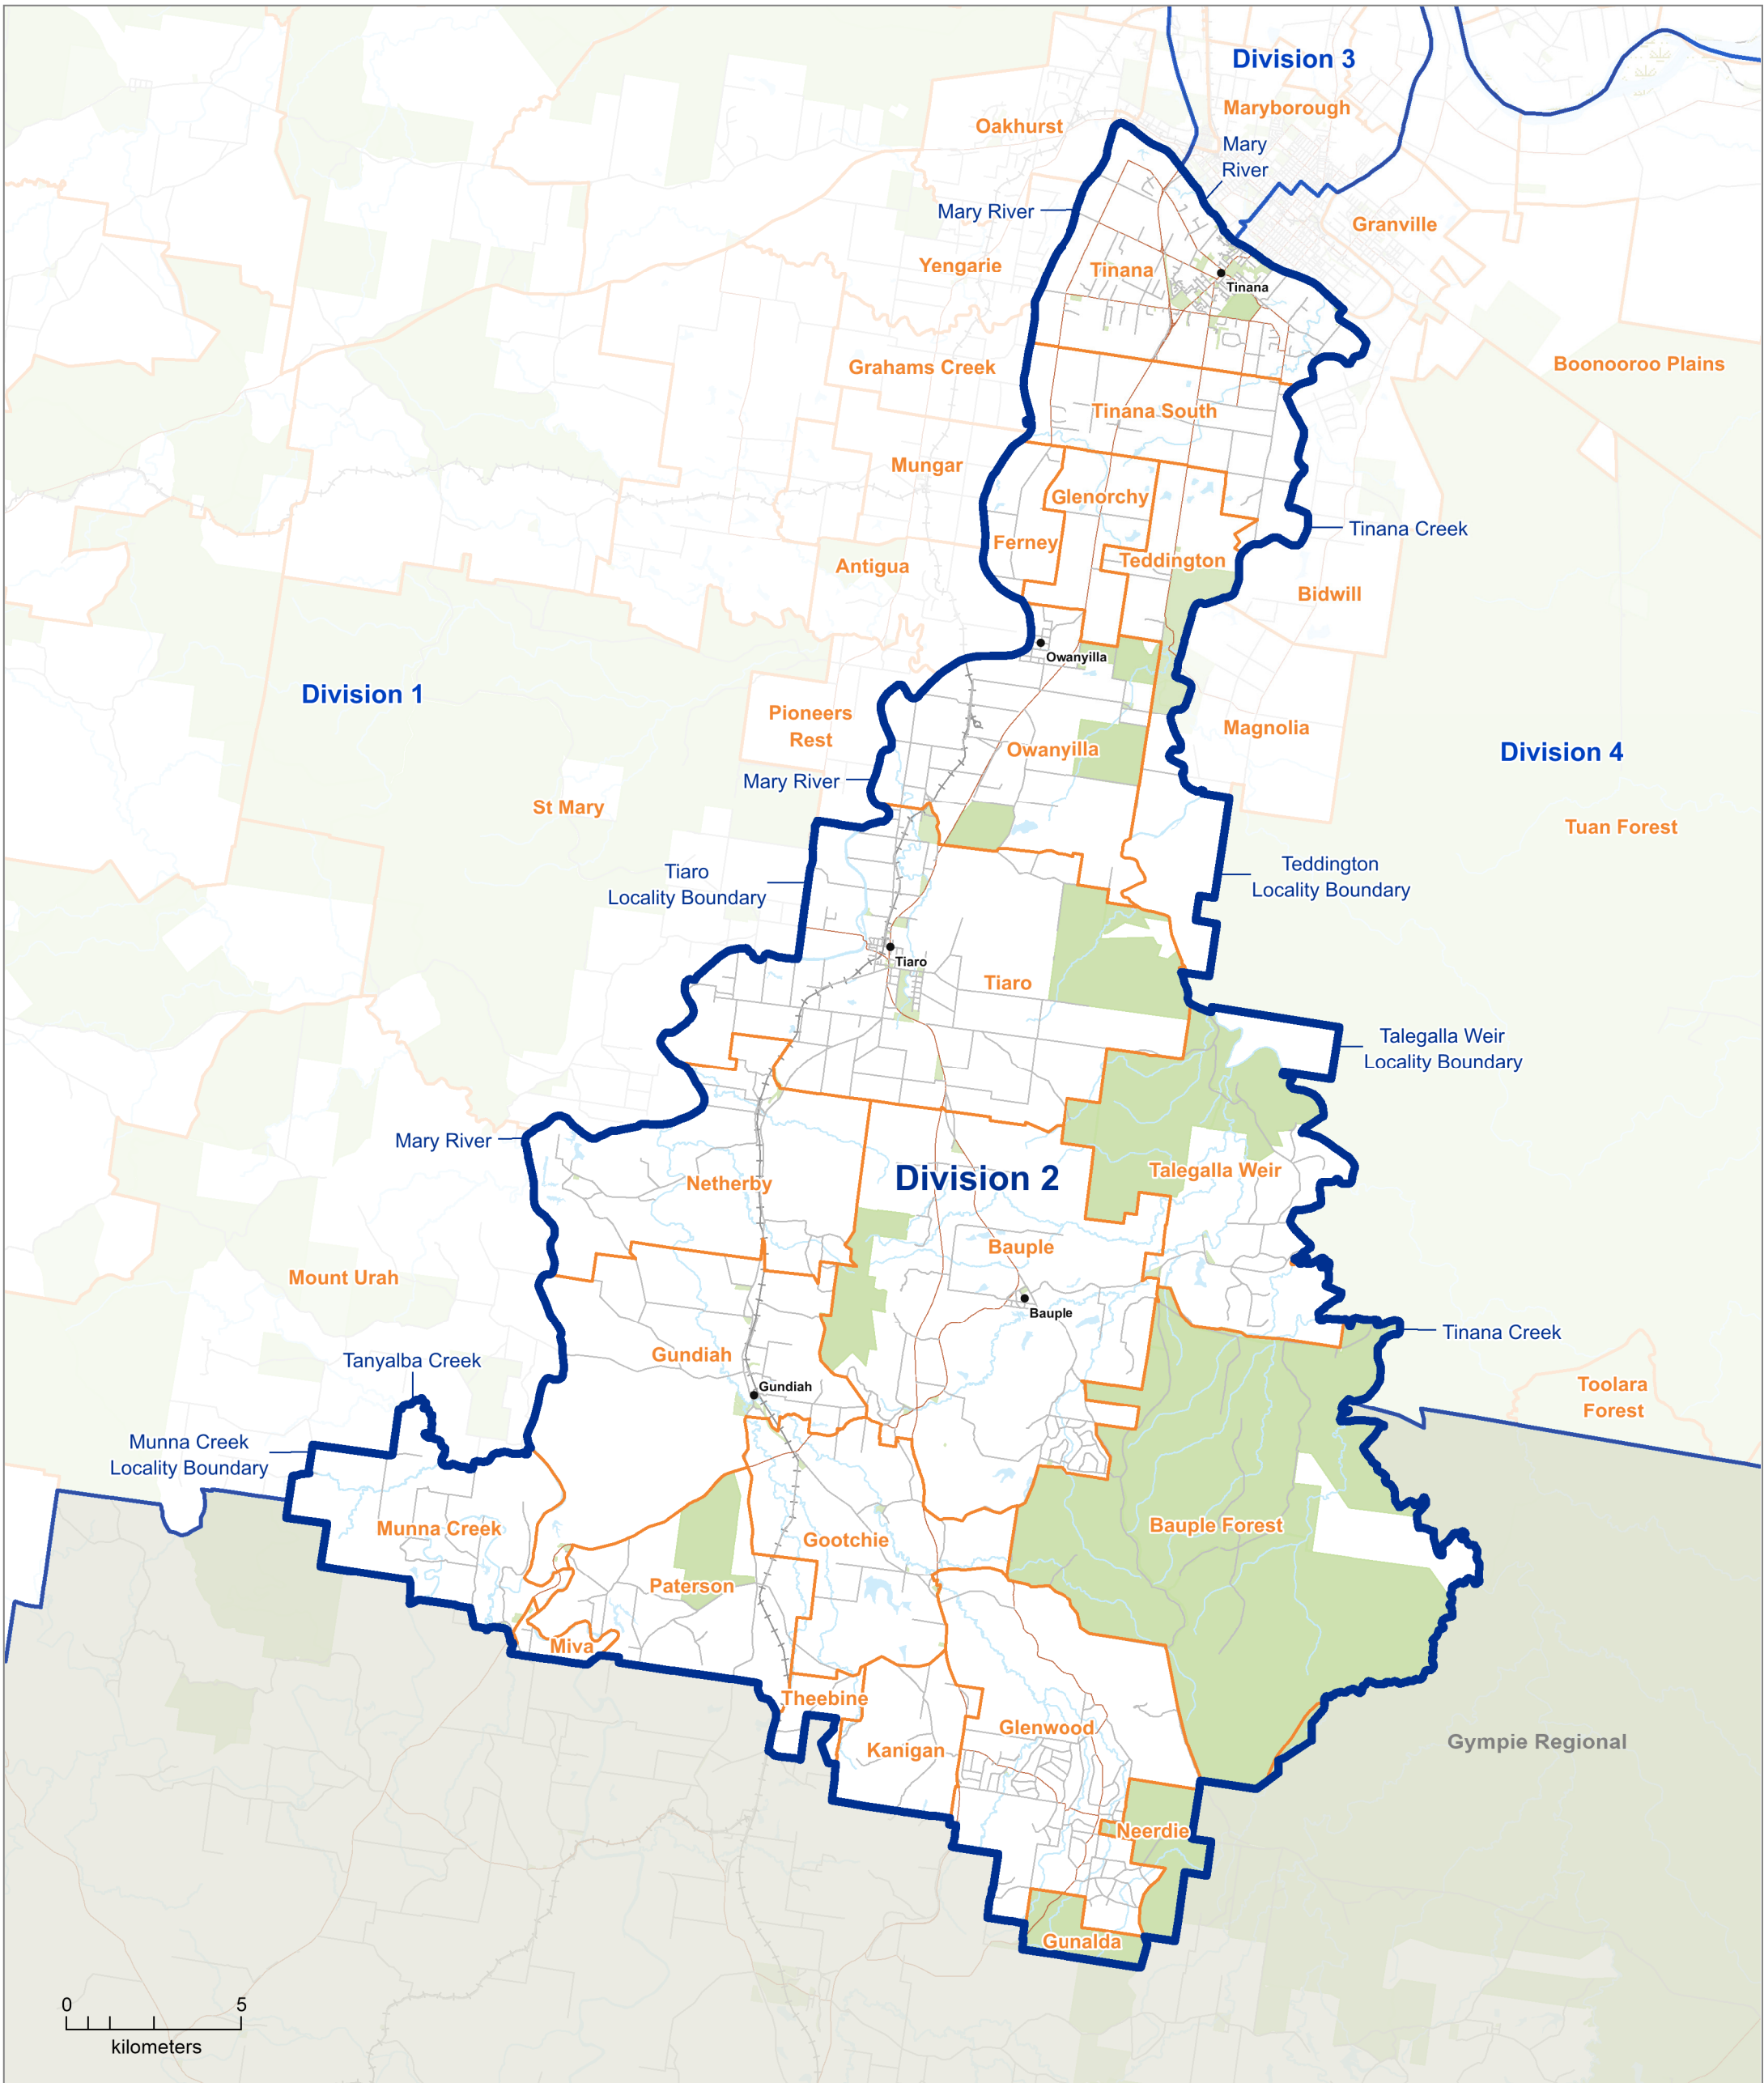 Division 3
Maryborough
Oakhurst
Mary
River
Mary River
Granville
Yengarie
Tinana
Tinana
Grahams Creek
Boonooroo Plains
Tinana South
Mungar
Glenorchy
Tinana Creek
Ferney
Teddington
Antigua
Bidwill
Owanyilla
Division 1
Pioneers
Rest
Magnolia
Owanyilla
Division 4
Mary River
St Mary
Tuan Forest
Tiaro
Locality Boundary
Teddington
Locality Boundary
Tiaro
Tiaro
Talegalla Weir
Locality Boundary
Mary River
Netherby
Division 2
Talegalla Weir
Bauple
Mount Urah
Bauple
Tinana Creek
Gundiah
Tanyalba Creek
Gundiah
Toolara
Forest
Munna Creek
Locality Boundary
Munna Creek
Gootchie
Bauple Forest
Paterson
Miva
Theebine
Glenwood
Kanigan
Gympie Regional
Neerdie
Gunalda
0 5
kilometers